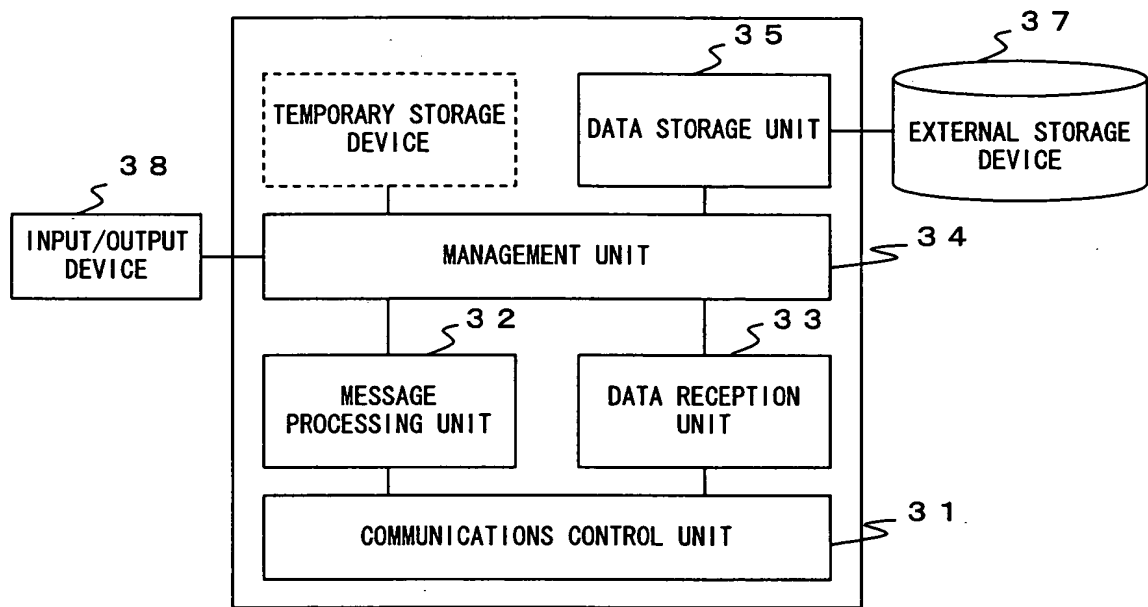 35
37
TEMPORARY STORAGE
DEVICE
DATA STORAGE UNIT
EXTERNAL STORAGE
DEVICE
38
INPUT/OUTPUT
DEVICE
MANAGEMENT UNIT
34
32
33
MESSAGE
PROCESSING UNIT
DATA RECEPTION
UNIT
COMMUNICATIONS CONTROL UNIT
31